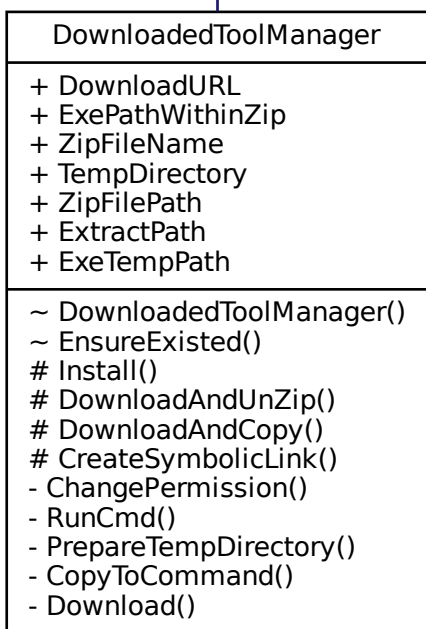 DownloadedToolManager
+ DownloadURL
+ ExePathWithinZip
+ ZipFileName
+ TempDirectory
+ ZipFilePath
+ ExtractPath
+ ExeTempPath
~ DownloadedToolManager()
~ EnsureExisted()
# Install()
# DownloadAndUnZip()
# DownloadAndCopy()
# CreateSymbolicLink()
- ChangePermission()
- RunCmd()
- PrepareTempDirectory()
- CopyToCommand()
- Download()